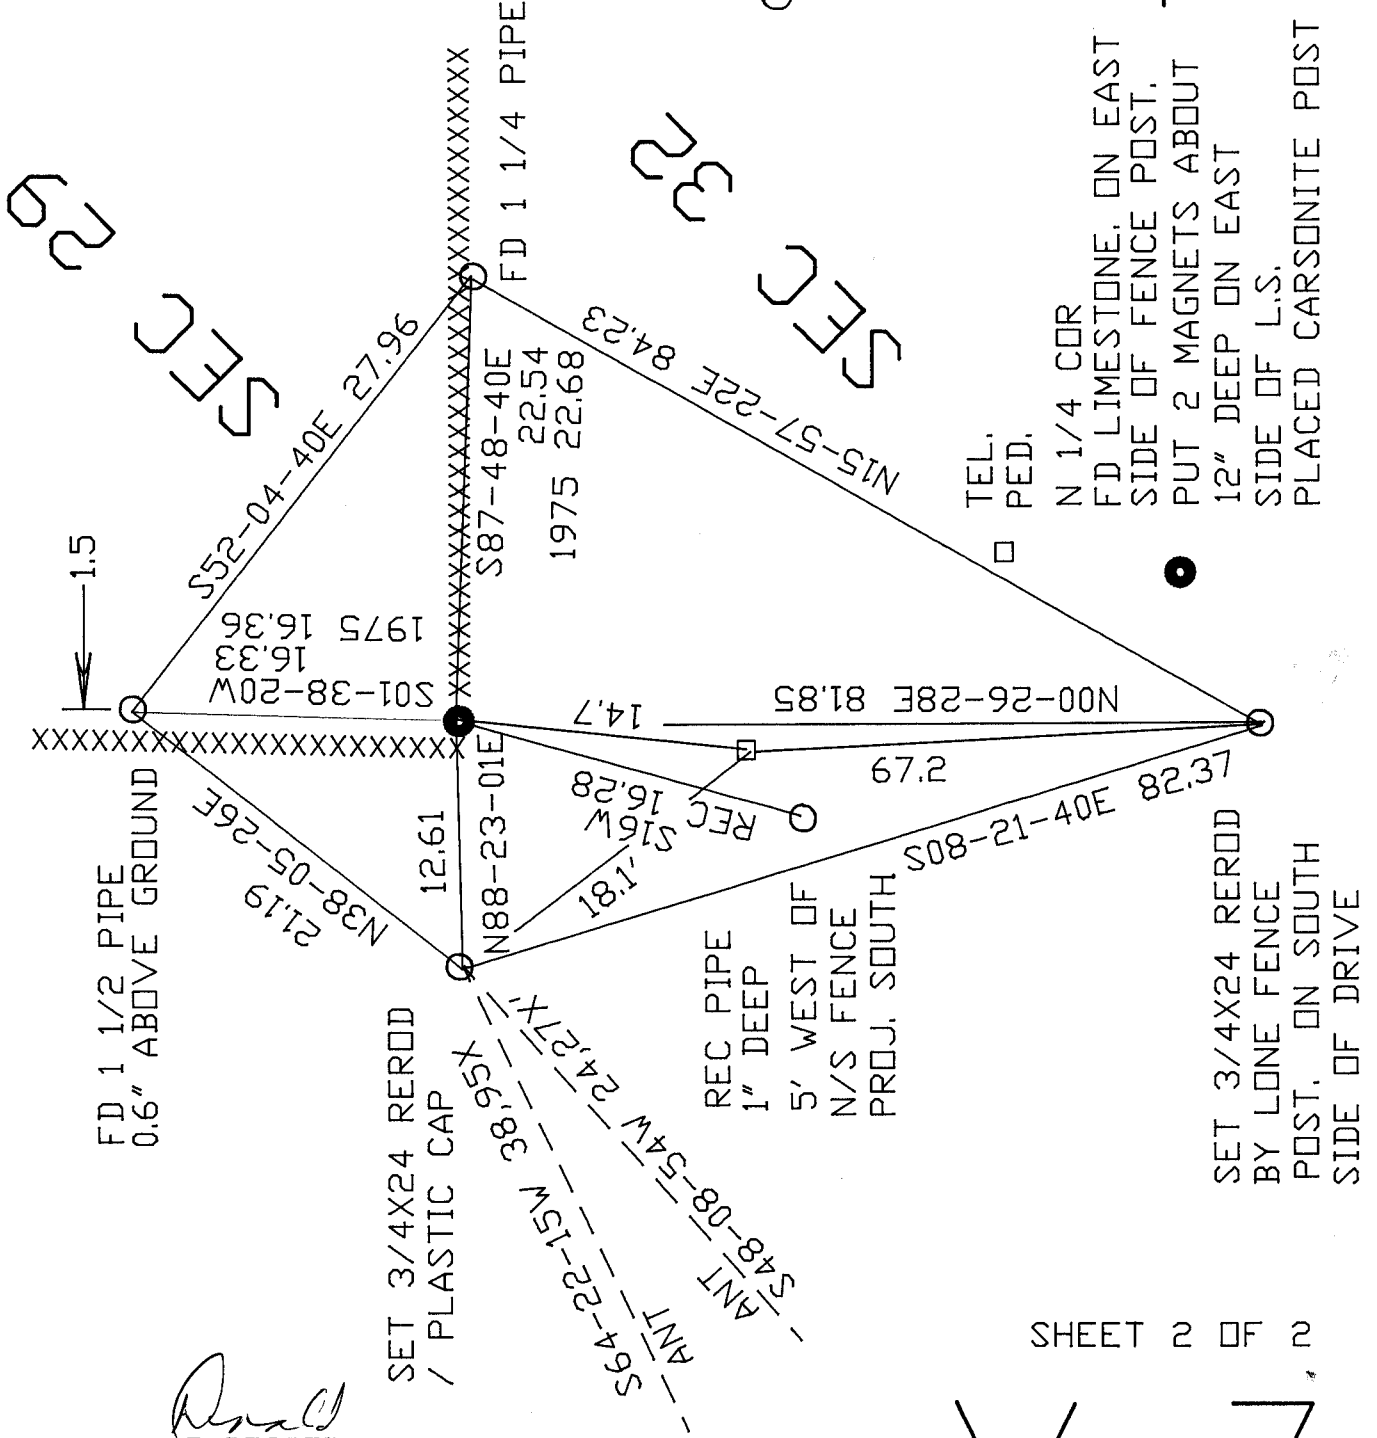 SEC 29
1.5
S52-04-40E 27.96
FD 1 1/4 PIPE
SEC 32
1975 16.36
16.33
S01-38-20W
S87-48-40E
22.54
1975 22.68
N15-57-22E 84.23
FD 1 1/2 PIPE
0.6" ABOVE GROUND
N38-05-26E
21.19
12.61
N88-23-01E
14.7
N00-26-28E 81.85
67.2
REC
S16W
16.28
18.1'
S08-21-40E 82.37
SET 3/4X24 REROD
/ PLASTIC CAP
S64-22-15W 38.95X
ANT
S48-08-54W 24.27X'
ANT
REC PIPE
1" DEEP
5' WEST OF
N/S FENCE
PROJ. SOUTH.
TEL.
PED.
N 1/4 COR
FD LIMESTONE, ON EAST
SIDE OF FENCE POST.
PUT 2 MAGNETS ABOUT
12" DEEP ON EAST
SIDE OF L.S.
PLACED CARSONITE POST
SET 3/4X24 REROD
BY LONE FENCE
POST. ON SOUTH
SIDE OF DRIVE
SHEET 2 OF 2